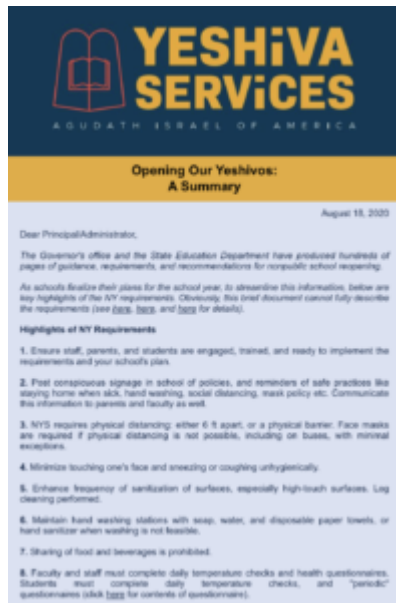 YESHiVA
SERViCES
AGUDATH ISRAEL OF AMERICA
Opening Our Yeshivos:
A Summary
August 18, 2020
Dear Principal/Administrator,
The Governor's office and the State Education Department have produced hundreds of
pages of guidance, requirements, and recommendations for nonpublic school reopening.
As schools finalize their plans for the school year, to streamline this information, below are
key highlights of the NY requirements. Obviously, this brief document cannot fully describe
the requirements (see here, here, and here for details).
Highlights of NY Requirements
1. Ensure staff, parents, and students are engaged, trained, and ready to implement the
requirements and your school's plan.
2. Post conspicuous signage in school of policies, and reminders of safe practices like
staying home when sick, hand washing, social distancing, mask policy etc. Communicate
this information to parents and faculty as well.
3. NYS requires physical distancing: either 6 ft apart, or a physical barrier. Face masks
are required if physical distancing is not possible, including on buses, with minimal
exceptions.
4. Minimize touching one's face and sneezing or coughing unhygienically.
5. Enhance frequency of sanitization of surfaces, especially high-touch surfaces. Log
cleaning performed.
6. Maintain hand washing stations with soap, water, and disposable paper towels, or
hand sanitizer when washing is not feasible.
7. Sharing of food and beverages is prohibited.
8. Faculty and staff must complete daily temperature checks and health questionnaires.
Students must complete daily temperature checks, and "periodic"
questionnaires (click here for contents of questionnaire).